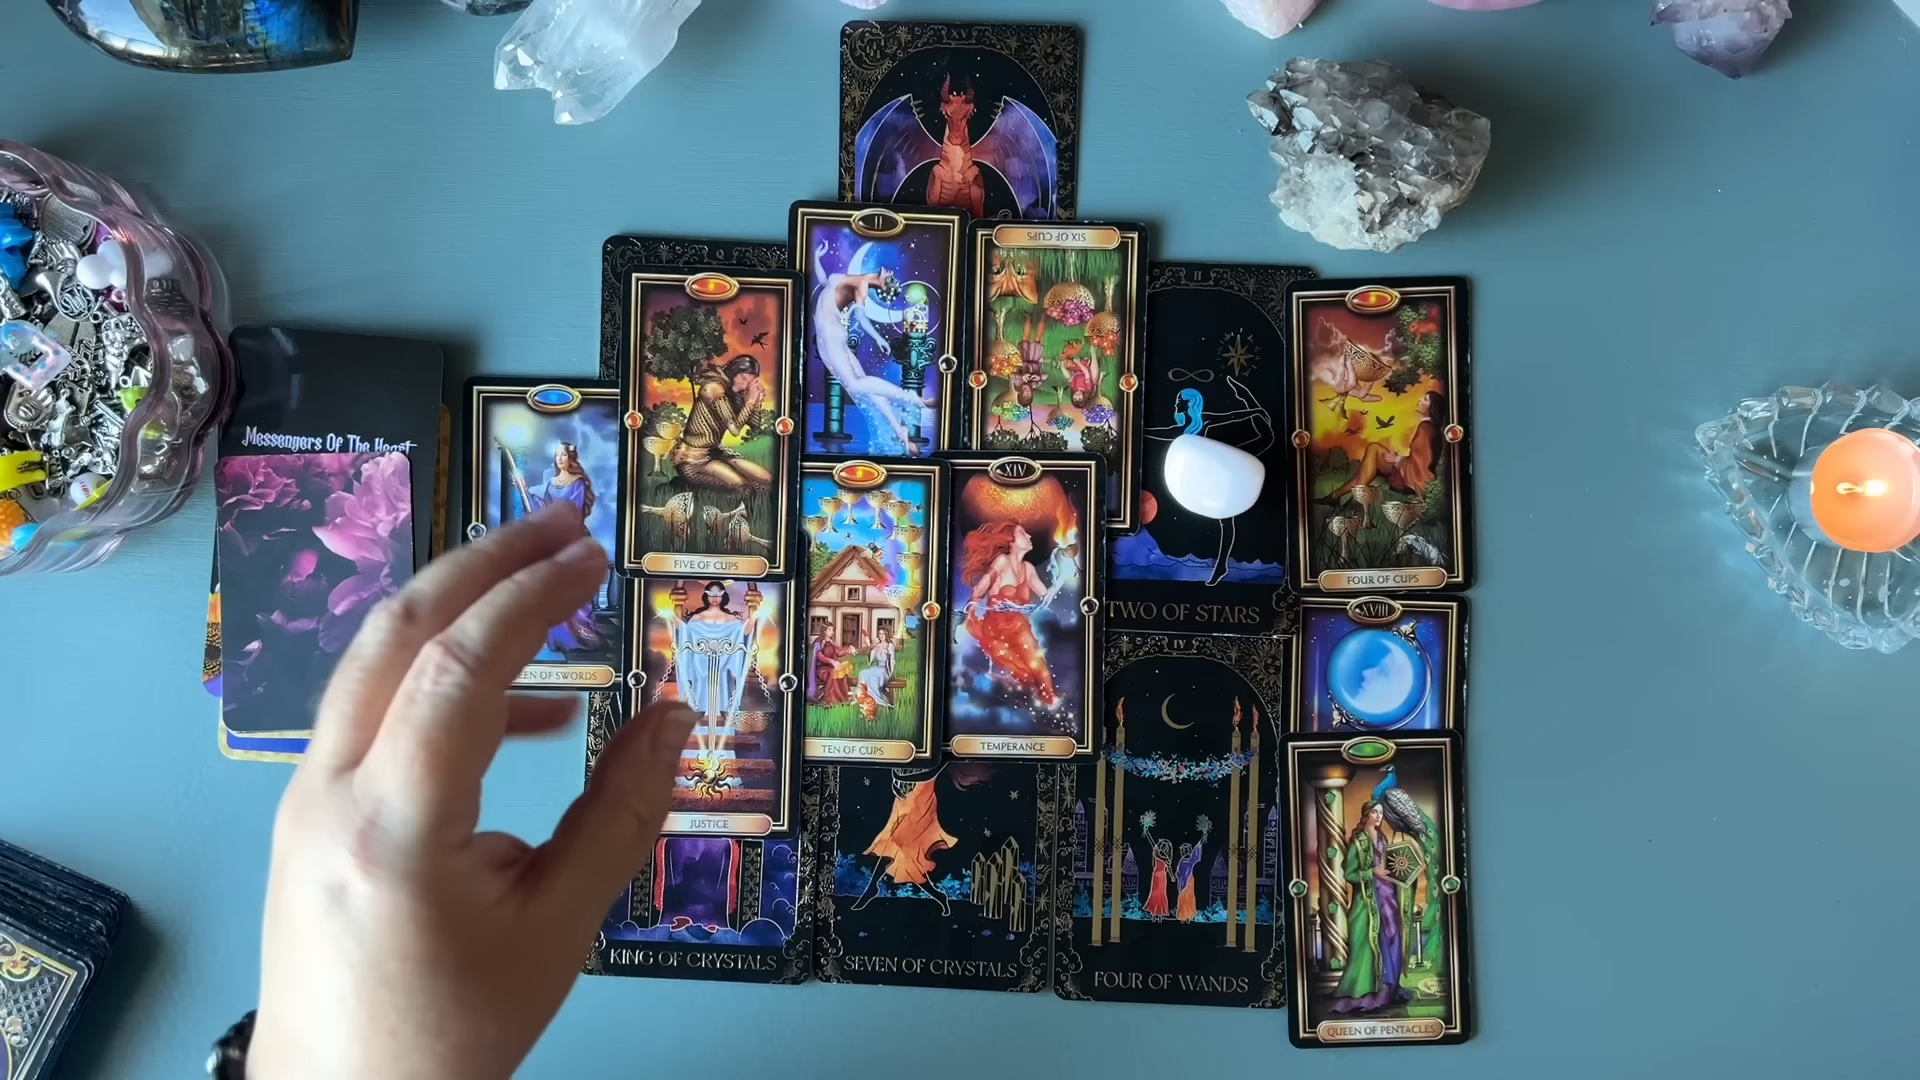 XV
II
SIX OF CUPS
II
Messengers Of The Heart
FIVE OF CUPS
XIV
FOUR OF CUPS
XVIII
TWO OF STARS
IV
EEN OF SWORDS
TEN OF CUPS
TEMPERANCE
JUSTICE
KING OF CRYSTALS
SEVEN OF CRYSTALS
FOUR OF WANDS
QUEEN OF PENTACLES